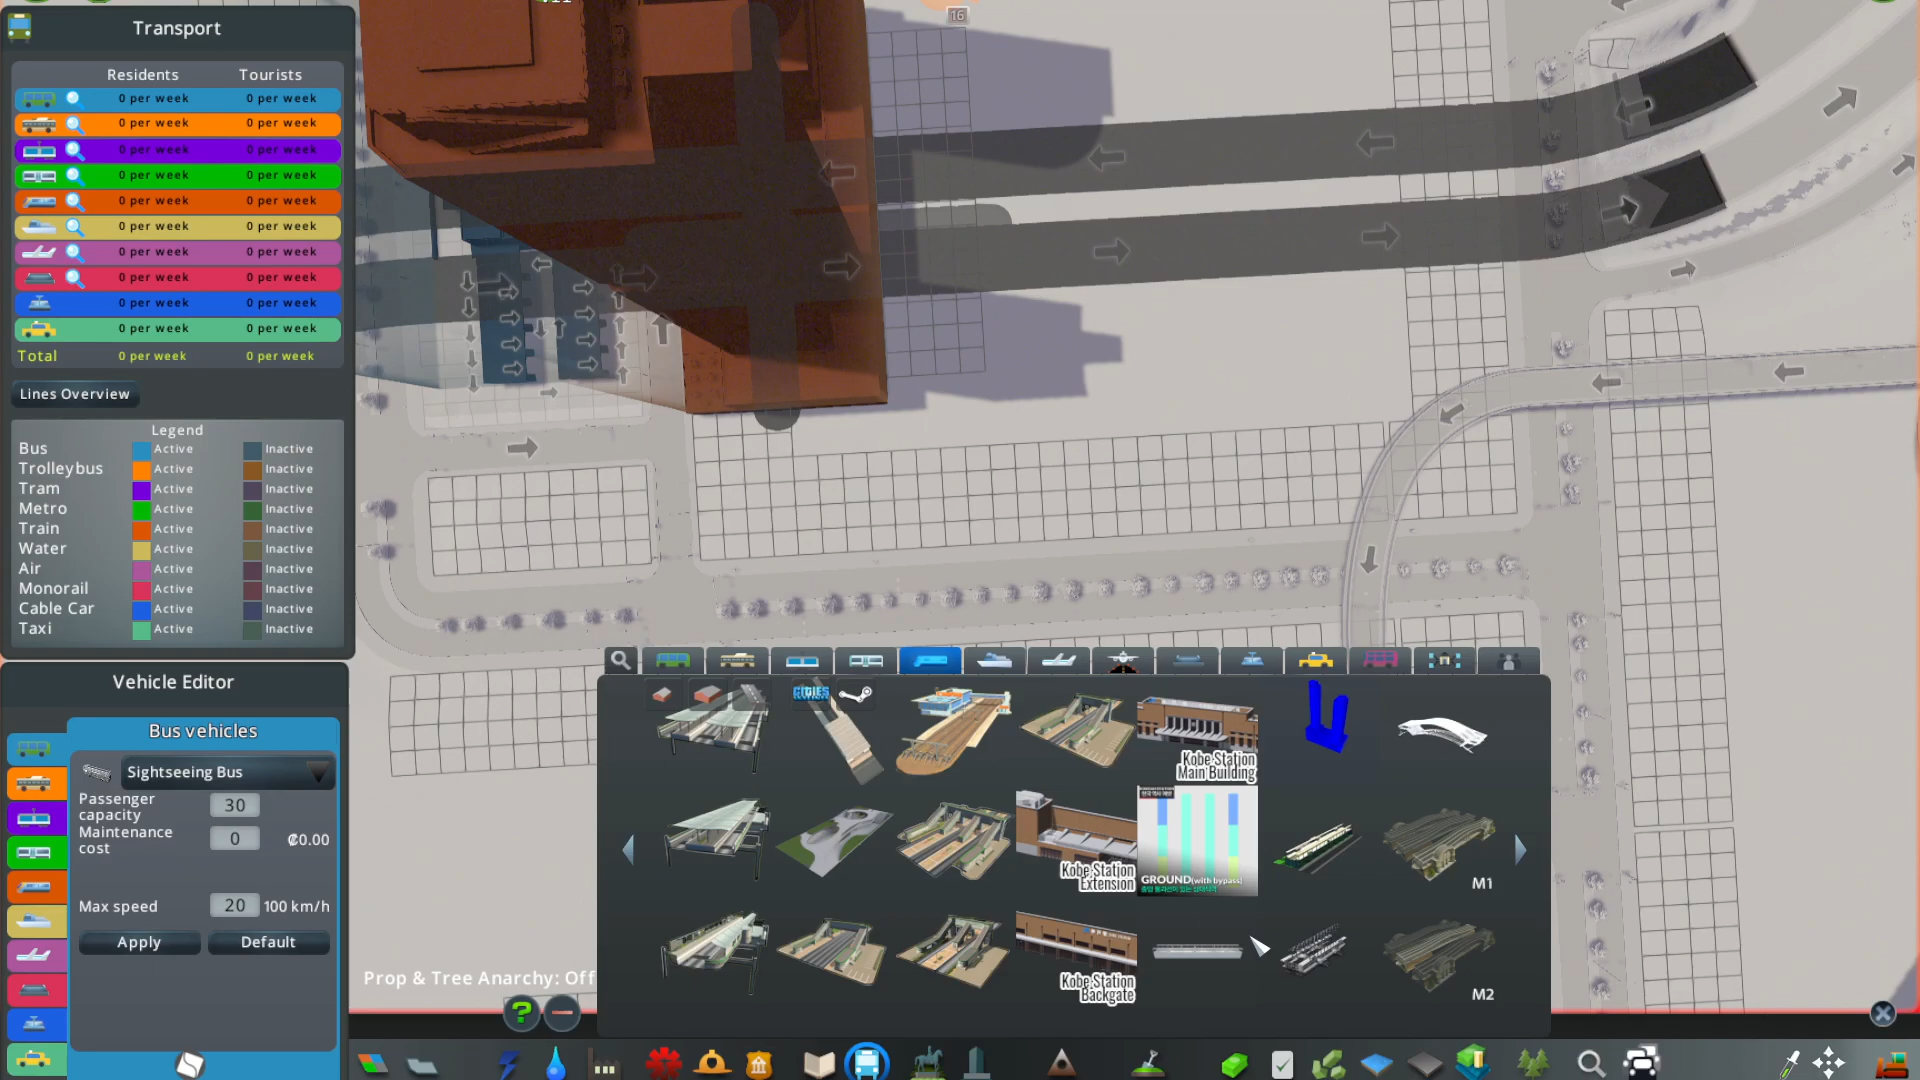 +11
16
Transport
Residents Tourists
0 per week 0 per week
0 per week 0 per week
0 per week 0 per week
0 per week 0 per week
0 per week 0 per week
0 per week 0 per week
0 per week 0 per week
0 per week 0 per week
0 per week 0 per week
0 per week 0 per week
Total 0 per week 0 per week
Lines Overview
Legend
Bus Active Inactive
Trolleybus Active Inactive
Tram Active Inactive
Metro Active Inactive
Train Active Inactive
Water Active Inactive
Air Active Inactive
Monorail Active Inactive
Cable Car Active Inactive
Taxi Active Inactive
Vehicle Editor
Bus vehicles
Sightseeing Bus
Passenger capacity 30
Maintenance cost 0 ₡0.00
Max speed 20 100 km/h
Apply Default
Prop & Tree Anarchy: Off
?
CITIES
Kobe Station
Main Building
Kobe Station
Extension
GROUND(with bypass)
M1
Kobe Station
Backgate
M2